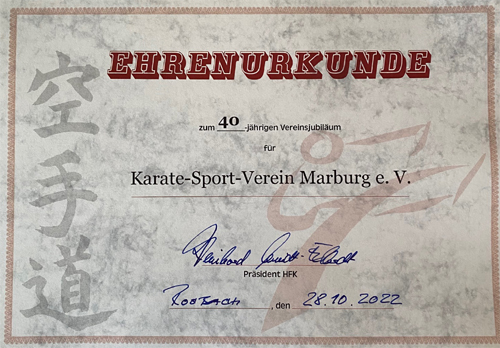 空手道
EHRENURKUNDE
zum 40-jährigen Vereinsjubiläum
für
Karate-Sport-Verein Marburg e. V.
Präsident HFK
, den 28.10.2022